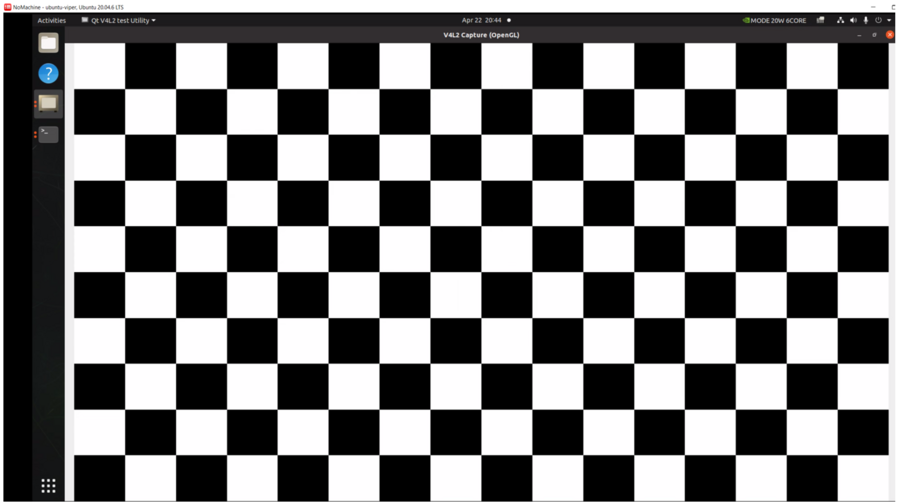 NoMachine - ubuntu-viper, Ubuntu 20.04.6 LTS
Activities Qt V4L2 test Utility Apr 22 20:44 MODE 20W 6CORE
V4L2 Capture (OpenGL)
?
>_